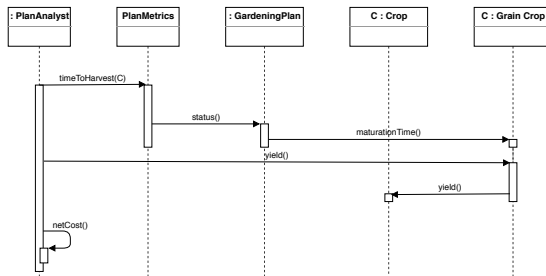 : PlanAnalyst
PlanMetrics
: GardeningPlan
C : Crop
C : Grain Crop
timeToHarvest(C)
status()
maturationTime()
yield()
yield()
netCost()